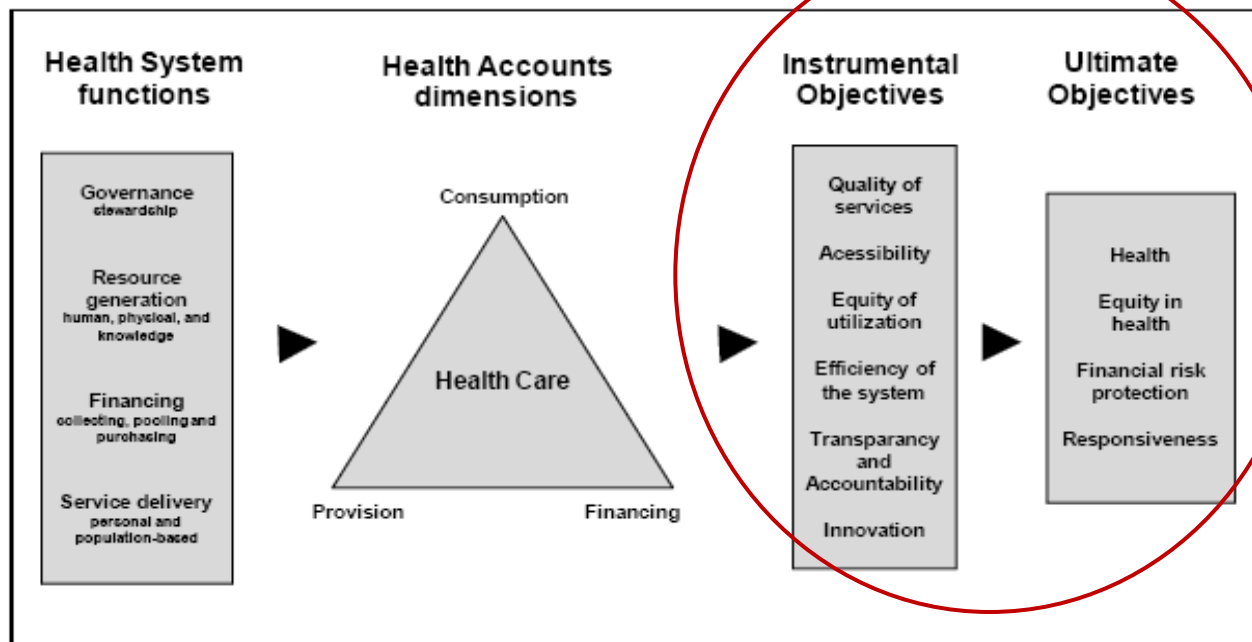 Health System
functions
Governance
stewardship
Resource
generation
human, physical, and
knowledge
Financing
collecting, pooling and
purchasing
Service delivery
personal and
population-based
Health Accounts
dimensions
Consumption
Health Care
Provision
Financing
Instrumental
Objectives
Quality of
services
Acessibility
Equity of
utilization
Efficiency of
the system
Transparancy
and
Accountability
Innovation
Ultimate
Objectives
Health
Equity in
health
Financial risk
protection
Responsiveness